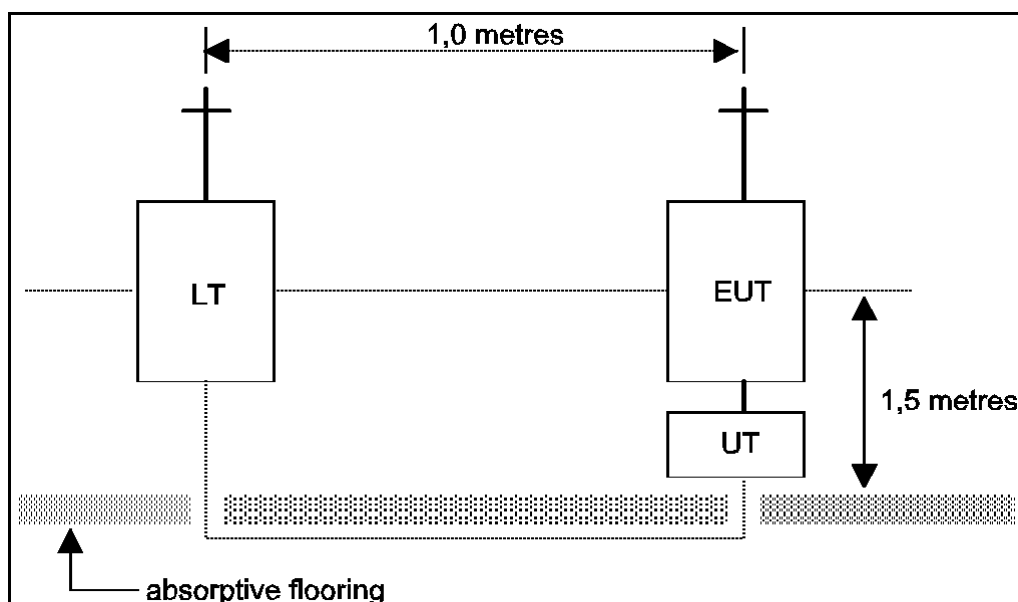 1,0 metres
LT
EUT
1,5 metres
UT
absorptive flooring